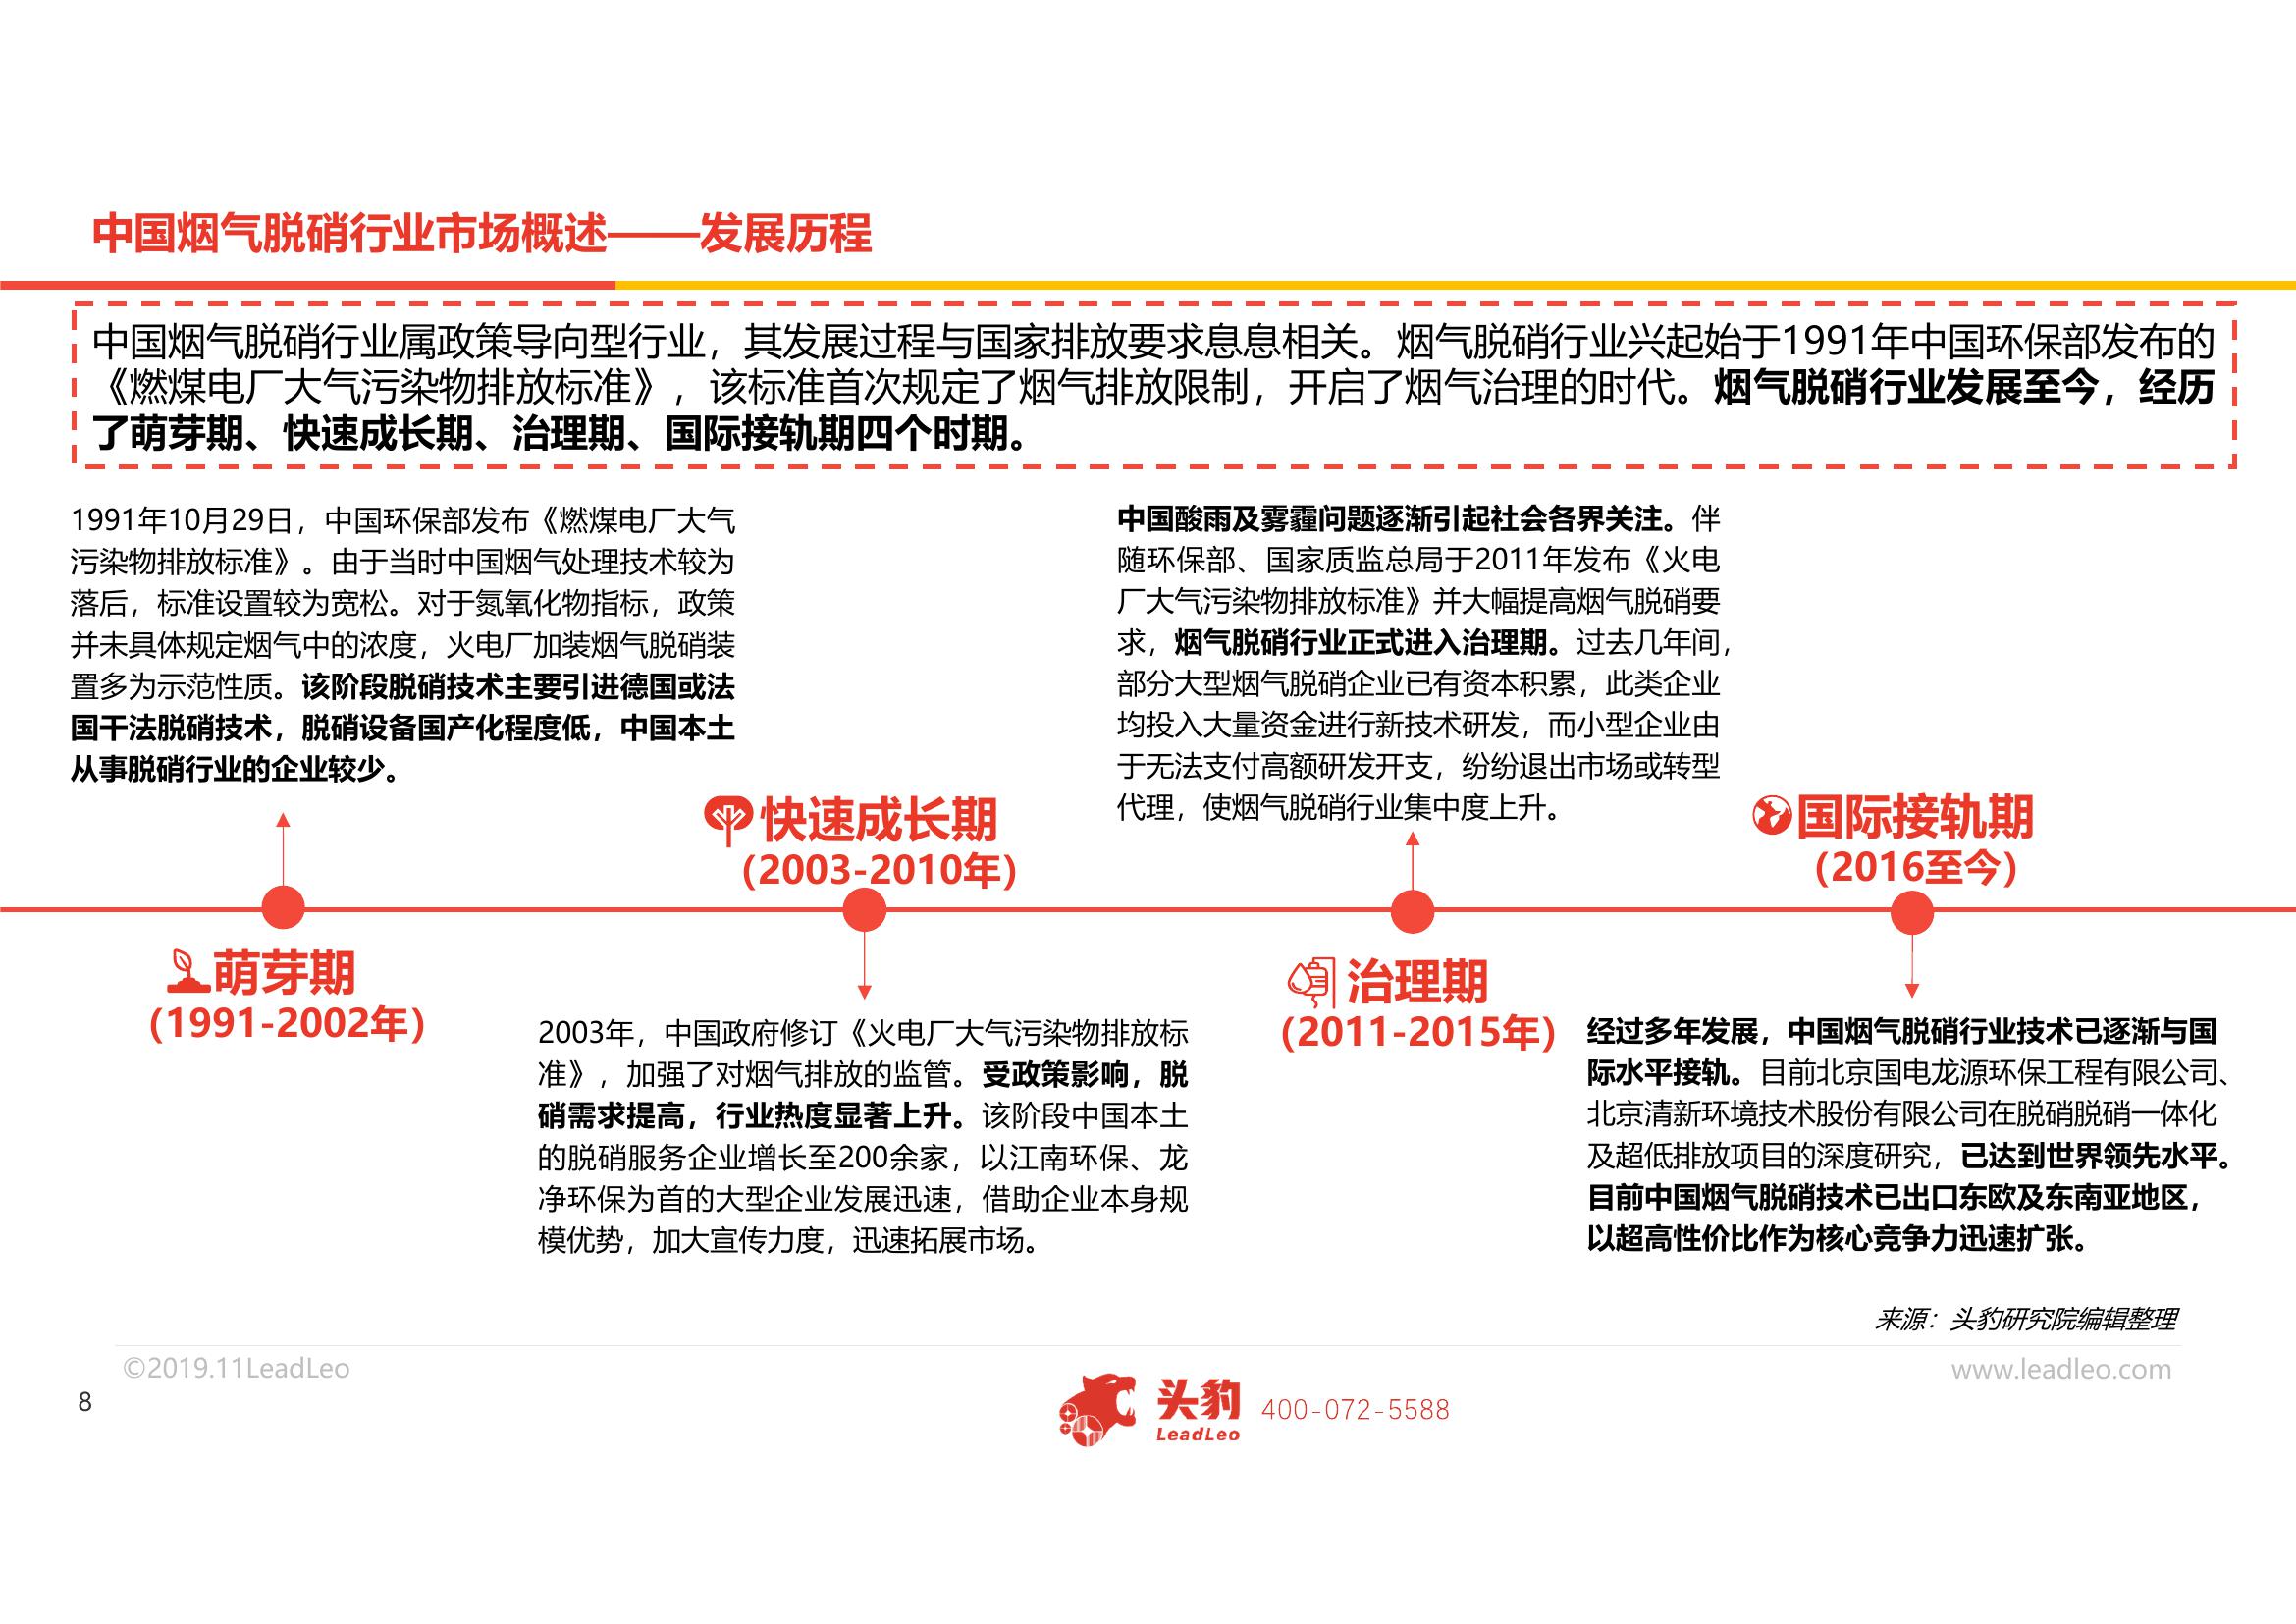 中国烟气脱硝行业市场概述——发展历程
中国烟气脱硝行业属政策导向型行业，其发展过程与国家排放要求息息相关。烟气脱硝行业兴起始于1991年中国环保部发布的
《燃煤电厂大气污染物排放标准》，该标准首次规定了烟气排放限制，开启了烟气治理的时代。烟气脱硝行业发展至今，经历
了萌芽期、快速成长期、治理期、国际接轨期四个时期。
1991年10月29日，中国环保部发布《燃煤电厂大气
污染物排放标准》。由于当时中国烟气处理技术较为
落后，标准设置较为宽松。对于氮氧化物指标，政策
并未具体规定烟气中的浓度，火电厂加装烟气脱硝装
置多为示范性质。该阶段脱硝技术主要引进德国或法
国干法脱硝技术，脱硝设备国产化程度低，中国本土
从事脱硝行业的企业较少。
萌芽期
(1991-2002年)
快速成长期
(2003-2010年)
2003年，中国政府修订《火电厂大气污染物排放标
准》，加强了对烟气排放的监管。受政策影响，脱
硝需求提高，行业热度显著上升。该阶段中国本土
的脱硝服务企业增长至200余家，以江南环保、龙
净环保为首的大型企业发展迅速，借助企业本身规
模优势，加大宣传力度，迅速拓展市场。
中国酸雨及雾霾问题逐渐引起社会各界关注。伴
随环保部、国家质监总局于2011年发布《火电
厂大气污染物排放标准》并大幅提高烟气脱硝要
求，烟气脱硝行业正式进入治理期。过去几年间，
部分大型烟气脱硝企业已有资本积累，此类企业
均投入大量资金进行新技术研发，而小型企业由
于无法支付高额研发开支，纷纷退出市场或转型
代理，使烟气脱硝行业集中度上升。
治理期
(2011-2015年)
国际接轨期
(2016至今)
经过多年发展，中国烟气脱硝行业技术已逐渐与国
际水平接轨。目前北京国电龙源环保工程有限公司、
北京清新环境技术股份有限公司在脱硝脱硝一体化
及超低排放项目的深度研究，已达到世界领先水平。
目前中国烟气脱硝技术已出口东欧及东南亚地区，
以超高性价比作为核心竞争力迅速扩张。
来源：头豹研究院编辑整理
©2019.11LeadLeo
www.leadleo.com
8
头豹
LeadLeo
400-072-5588